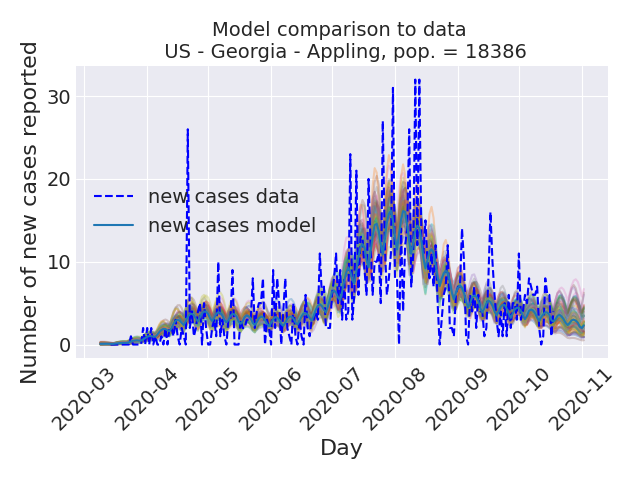 Model comparison to data
US - Georgia - Appling, pop. = 18386
Number of new cases reported
30
20
10
0
new cases data
new cases model
2020-03
2020-04
2020-05
2020-06
2020-07
2020-08
2020-09
2020-10
2020-11
Day